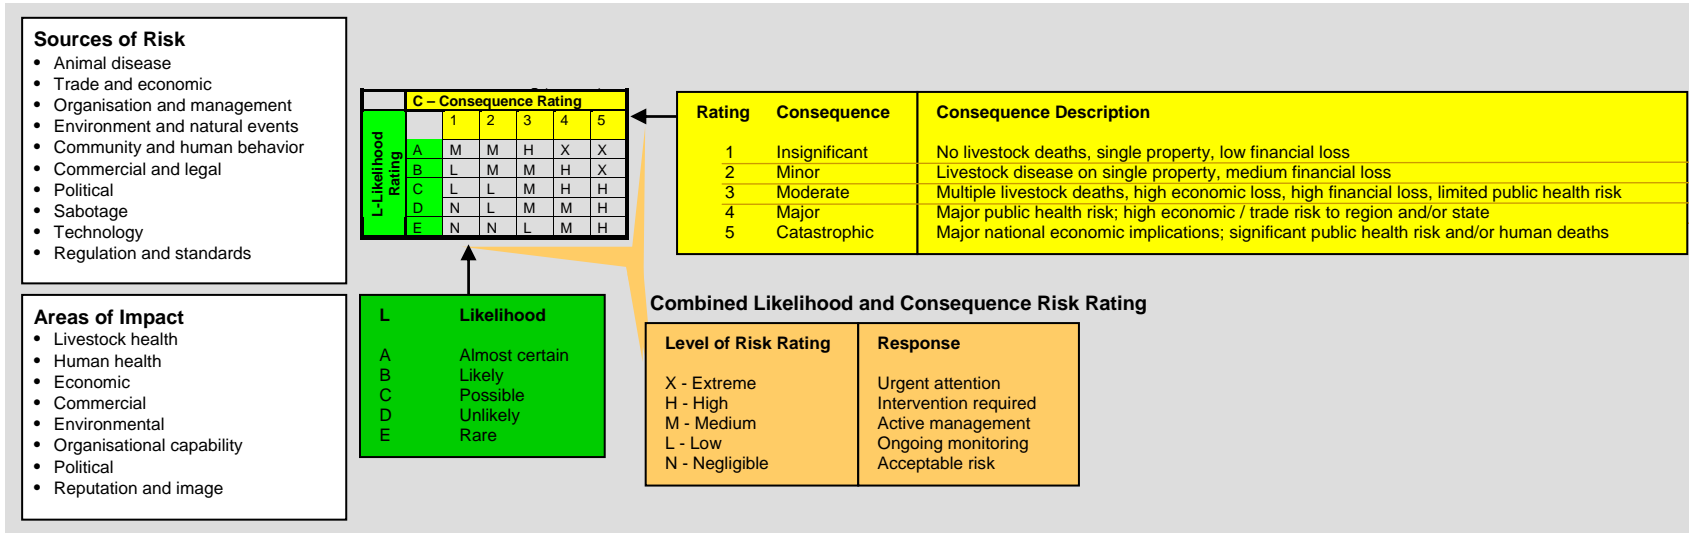 Sources of Risk
• Animal disease
• Trade and economic
• Organisation and management
• Environment and natural events
• Community and human behavior
• Commercial and legal
• Political
• Sabotage
• Technology
• Regulation and standards
Areas of Impact
• Livestock health
• Human health
• Economic
• Commercial
• Environmental
• Organisational capability
• Political
• Reputation and image
C – Consequence Rating
L-Likelihood
Rating
1 2 3 4 5
A M M H X X
B L M M H X
C L L M H H
D N L M M H
E N N L M H
L Likelihood
A Almost certain
B Likely
C Possible
D Unlikely
E Rare
Rating Consequence Consequence Description
1 Insignificant No livestock deaths, single property, low financial loss
2 Minor Livestock disease on single property, medium financial loss
3 Moderate Multiple livestock deaths, high economic loss, high financial loss, limited public health risk
4 Major Major public health risk; high economic / trade risk to region and/or state
5 Catastrophic Major national economic implications; significant public health risk and/or human deaths
Combined Likelihood and Consequence Risk Rating
Level of Risk Rating Response
X - Extreme Urgent attention
H - High Intervention required
M - Medium Active management
L - Low Ongoing monitoring
N - Negligible Acceptable risk